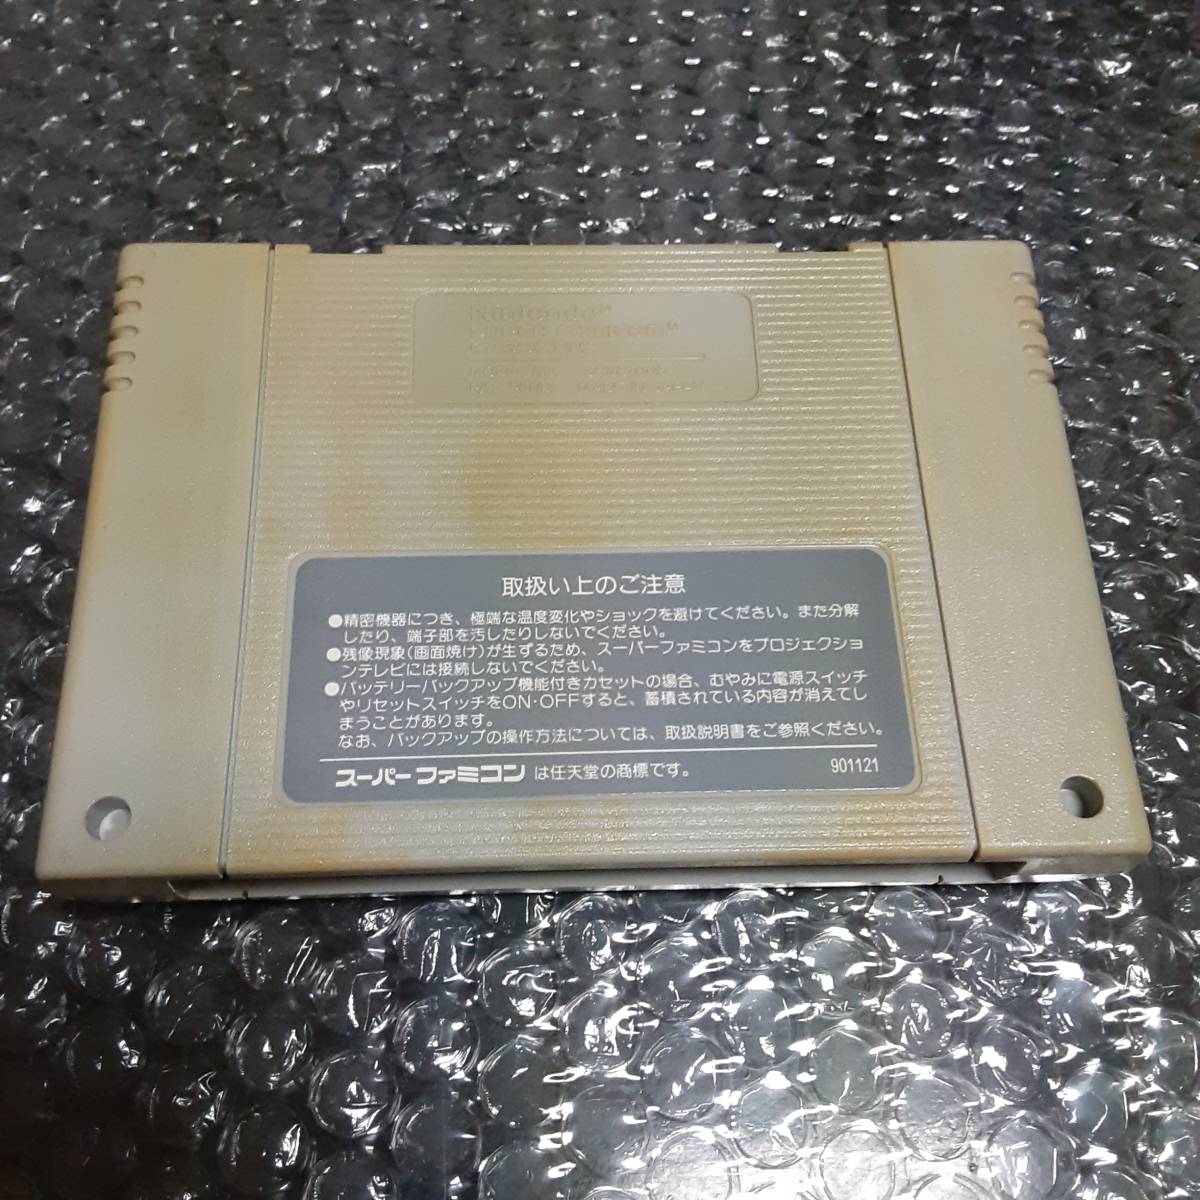 Nintendo
取扱い上のご注意
●精密機器につき、極端な温度変化やショックを避けてください。また分解
したり、端子部を汚したりしないでください。
●残像現象(画面焼け)が生ずるため、スーパーファミコンをプロジェクショ
ンテレビには接続しないでください。
●バッテリーバックアップ機能付きカセットの場合、むやみに電源スイッチ
やリセットスイッチをON・OFFすると、蓄積されている内容が消えてし
まうことがあります。
なお、バックアップの操作方法については、取扱説明書をご参照ください。
スーパーファミコン は任天堂の商標です。 901121